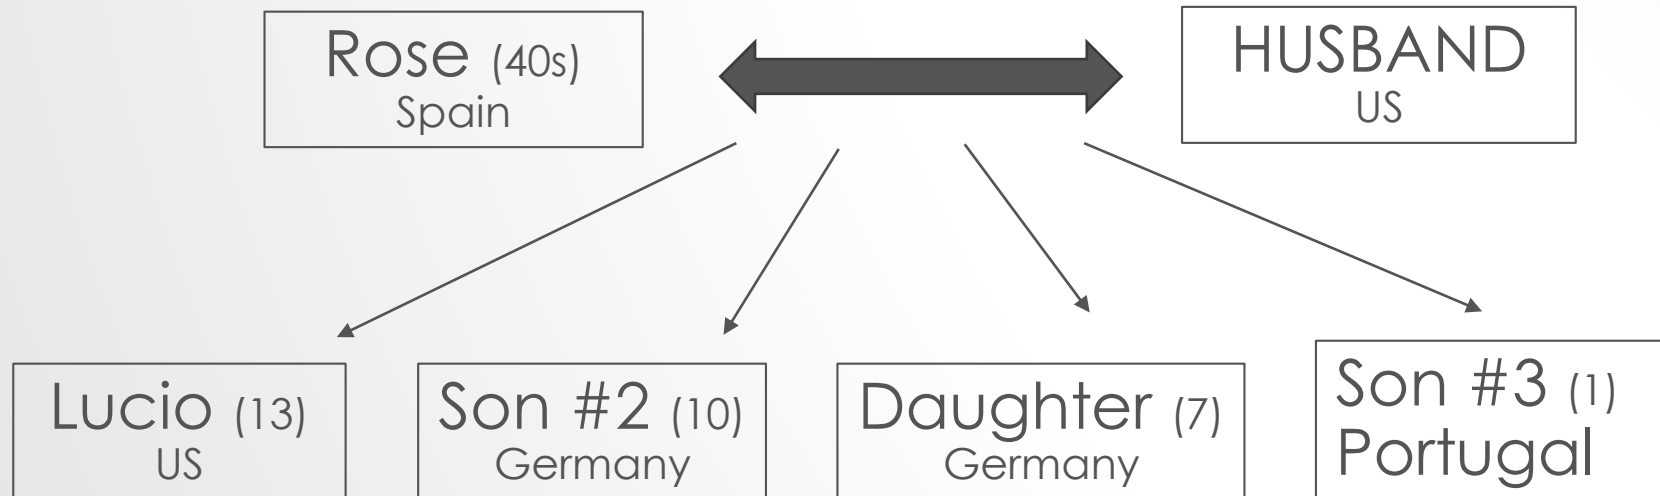 Rose (40s)
Spain
HUSBAND
US
Lucio (13)
US
Son #2 (10)
Germany
Daughter (7)
Germany
Son #3 (1)
Portugal